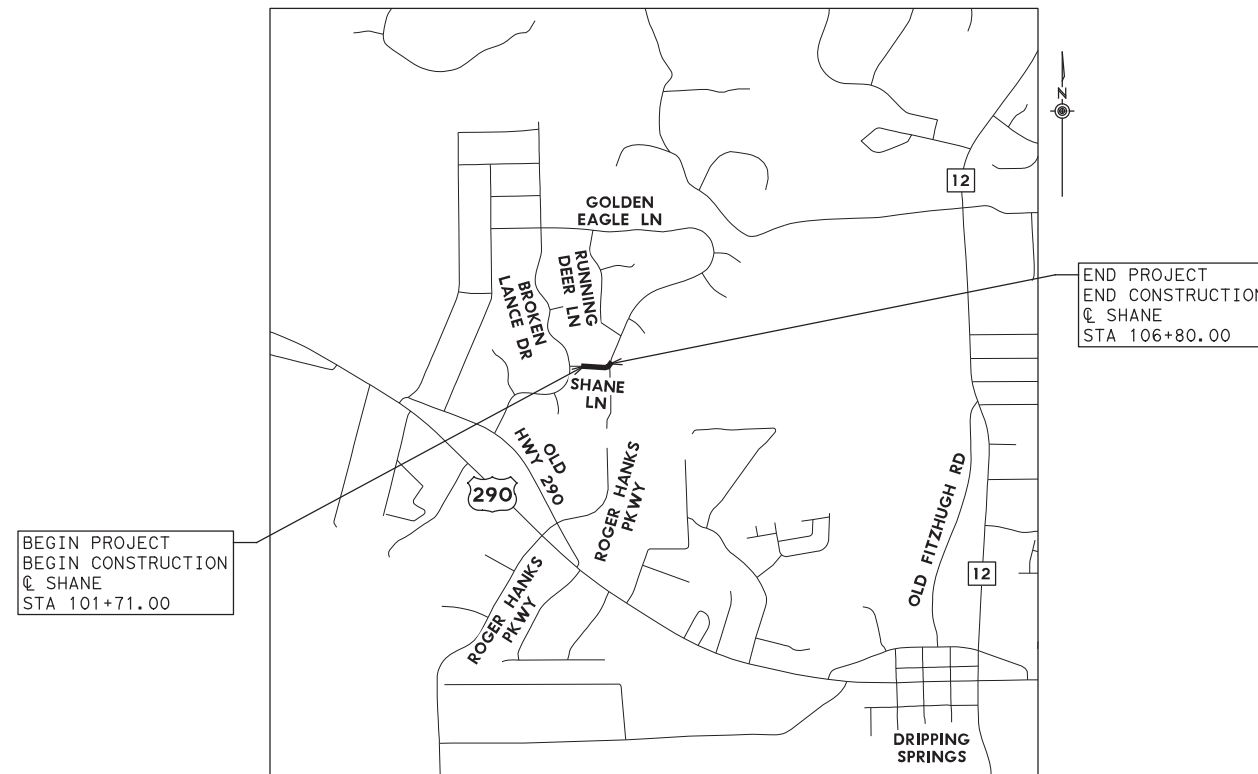 N
12
GOLDEN
EAGLE LN
RUNNING
DEER LN
BROKEN
LANCE DR
END PROJECT
END CONSTRUCTION
℄ SHANE
STA 106+80.00
SHANE
LN
OLD
HWY 290
290
ROGER HANKS
PKWY
OLD FITZHUGH RD
BEGIN PROJECT
BEGIN CONSTRUCTION
℄ SHANE
STA 101+71.00
12
ROGER HANKS
PKWY
DRIPPING
SPRINGS